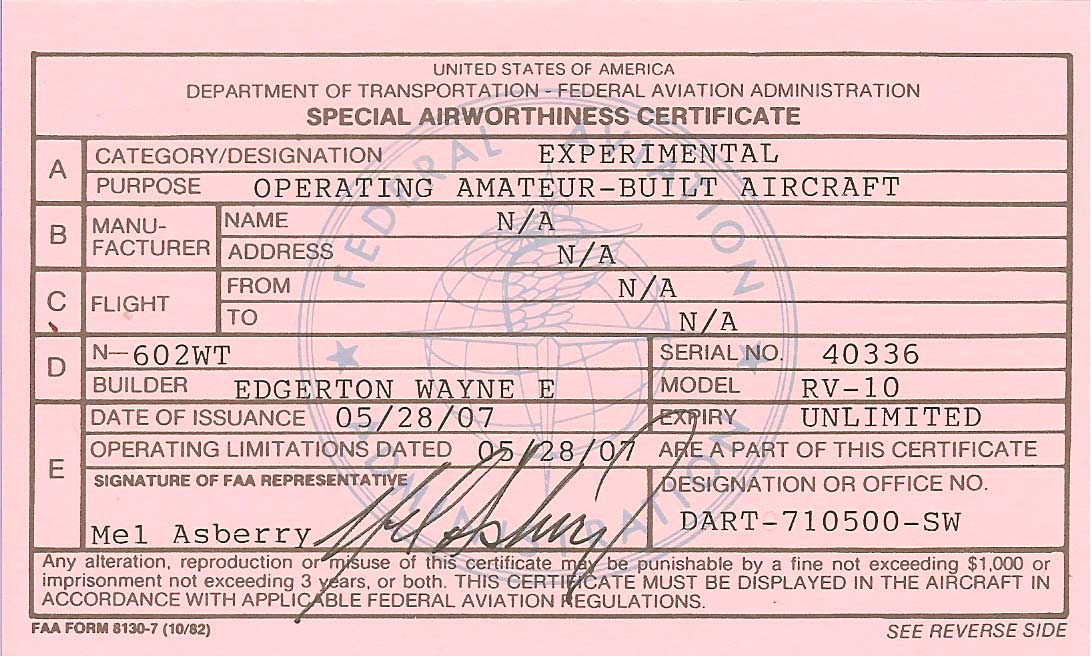 UNITED STATES OF AMERICA
DEPARTMENT OF TRANSPORTATION - FEDERAL AVIATION ADMINISTRATION
SPECIAL AIRWORTHINESS CERTIFICATE
A CATEGORY/DESIGNATION EXPERIMENTAL
PURPOSE OPERATING AMATEUR-BUILT AIRCRAFT
B MANU-FACTURER NAME N/A
ADDRESS N/A
C FLIGHT FROM N/A
TO N/A
D N-602WT SERIAL NO. 40336
BUILDER EDGERTON WAYNE E MODEL RV-10
E DATE OF ISSUANCE 05/28/07 EXPIRY UNLIMITED
OPERATING LIMITATIONS DATED 05/28/07 ARE A PART OF THIS CERTIFICATE
SIGNATURE OF FAA REPRESENTATIVE DESIGNATION OR OFFICE NO.
Mel Asberry Mel Asberry DART-710500-SW
Any alteration, reproduction or misuse of this certificate may be punishable by a fine not exceeding $1,000 or
imprisonment not exceeding 3 years, or both. THIS CERTIFICATE MUST BE DISPLAYED IN THE AIRCRAFT IN
ACCORDANCE WITH APPLICABLE FEDERAL AVIATION REGULATIONS.
FAA FORM 8130-7 (10/82) SEE REVERSE SIDE
FEDERAL AVIATION ADMINISTRATION